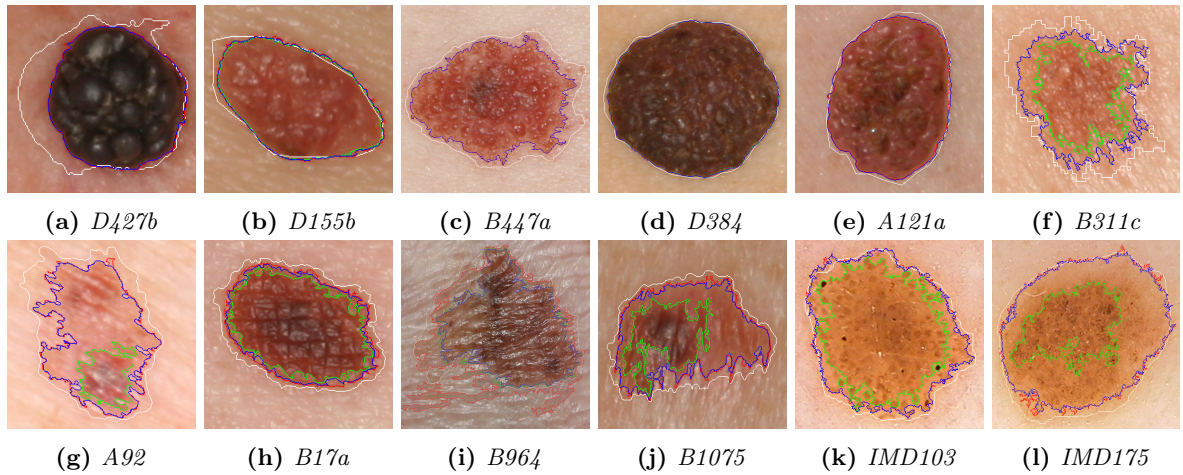 (a) D427b (b) D155b (c) B447a (d) D384 (e) A121a (f) B311c
(g) A92 (h) B17a (i) B964 (j) B1075 (k) IMD103 (l) IMD175